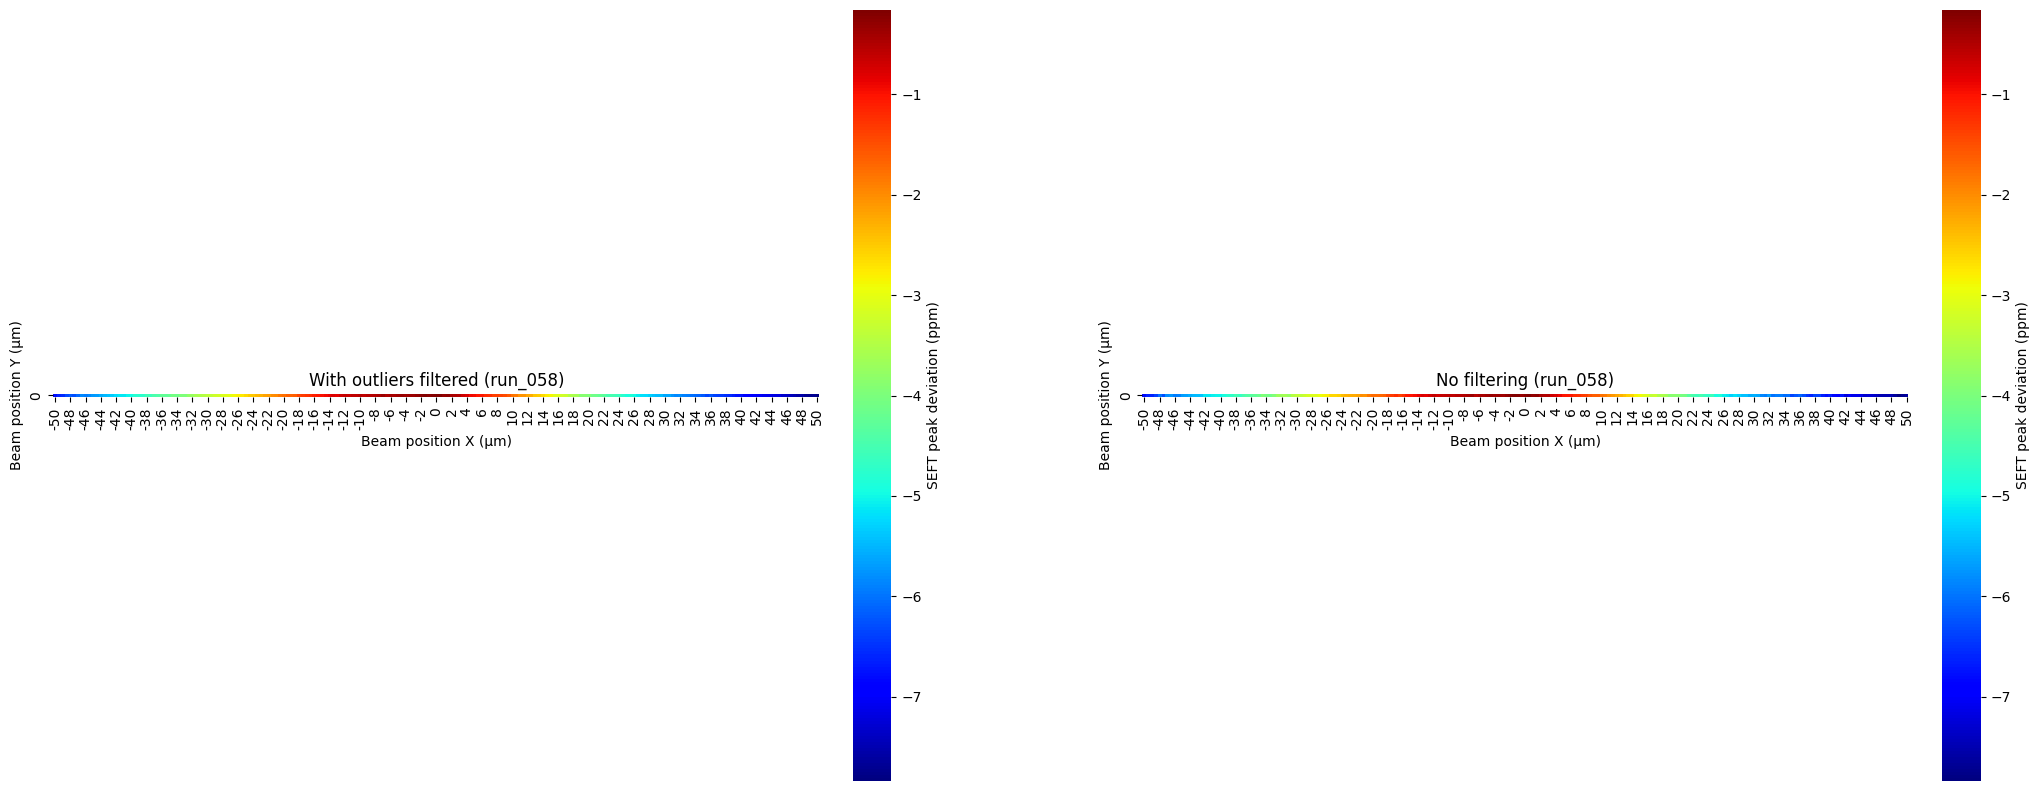 With outliers filtered (run_058)
Beam position Y (μm)
0
-50 -48 -46 -44 -42 -40 -38 -36 -34 -32 -30 -28 -26 -24 -22 -20 -18 -16 -14 -12 -10 -8 -6 -4 -2 0 2 4 6 8 10 12 14 16 18 20 22 24 26 28 30 32 34 36 38 40 42 44 46 48 50
Beam position X (μm)
−1
−2
−3
−4
−5
−6
−7
SEFT peak deviation (ppm)
No filtering (run_058)
Beam position Y (μm)
0
-50 -48 -46 -44 -42 -40 -38 -36 -34 -32 -30 -28 -26 -24 -22 -20 -18 -16 -14 -12 -10 -8 -6 -4 -2 0 2 4 6 8 10 12 14 16 18 20 22 24 26 28 30 32 34 36 38 40 42 44 46 48 50
Beam position X (μm)
−1
−2
−3
−4
−5
−6
−7
SEFT peak deviation (ppm)